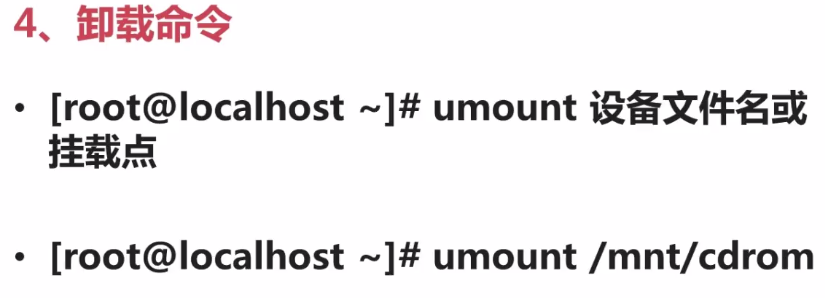 4、卸载命令
• [root@localhost ~]# umount 设备文件名或
挂载点
• [root@localhost ~]# umount /mnt/cdrom